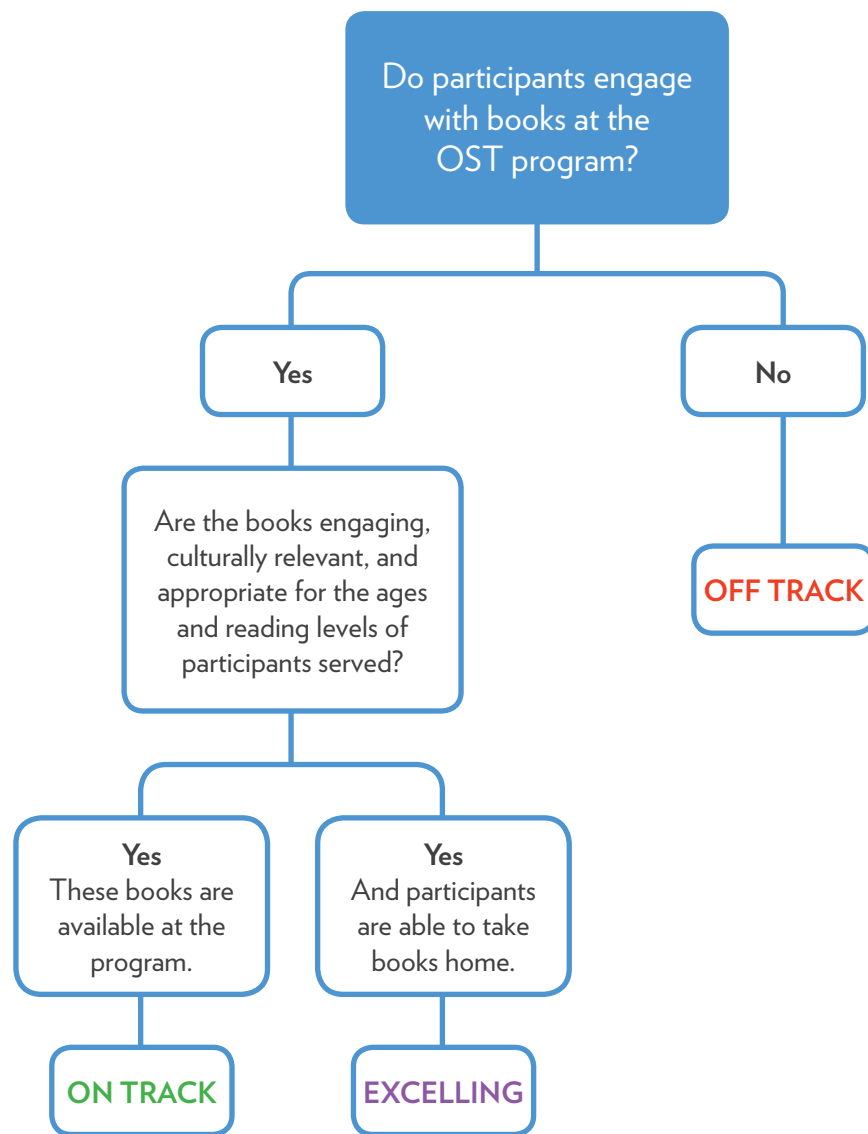 Do participants engage
with books at the
OST program?
Yes
No
Are the books engaging,
culturally relevant, and
appropriate for the ages
and reading levels of
participants served?
OFF TRACK
Yes
These books are
available at the
program.
Yes
And participants
are able to take
books home.
ON TRACK
EXCELLING